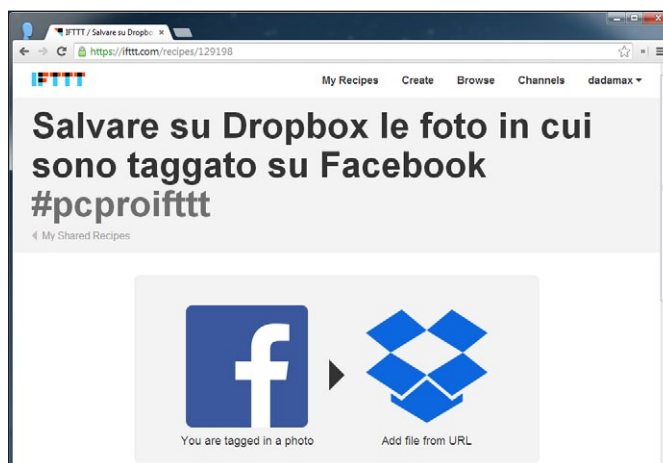 IFTTT / Salvare su Dropbo
https://ifttt.com/recipes/129198
IFTTT
My Recipes Create Browse Channels dadamax
Salvare su Dropbox le foto in cui
sono taggato su Facebook
#pcproifttt
My Shared Recipes
f
You are tagged in a photo Add file from URL